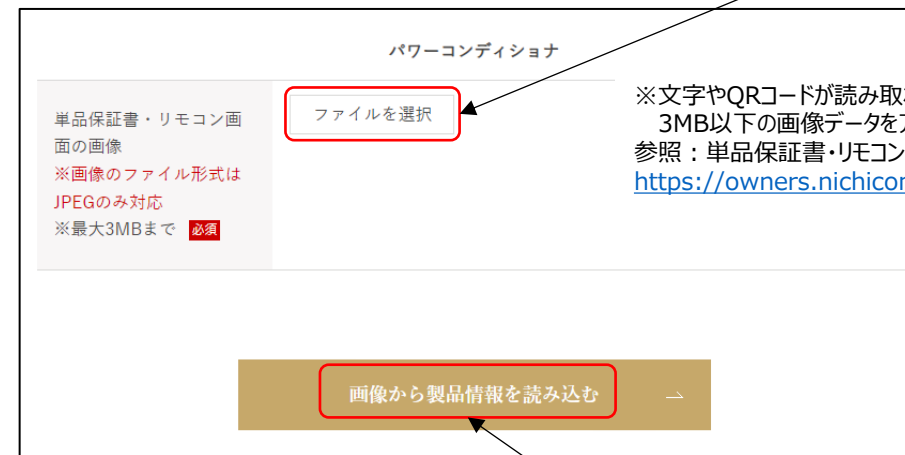 パワーコンディショナ
単品保証書・リモコン画
面の画像
※画像のファイル形式は
JPEGのみ対応
※最大3MBまで 必須
ファイルを選択
※文字やQRコードが読み取
3MB以下の画像データを
参照：単品保証書・リモコン
https://owners.nichicon
画像から製品情報を読み込む →